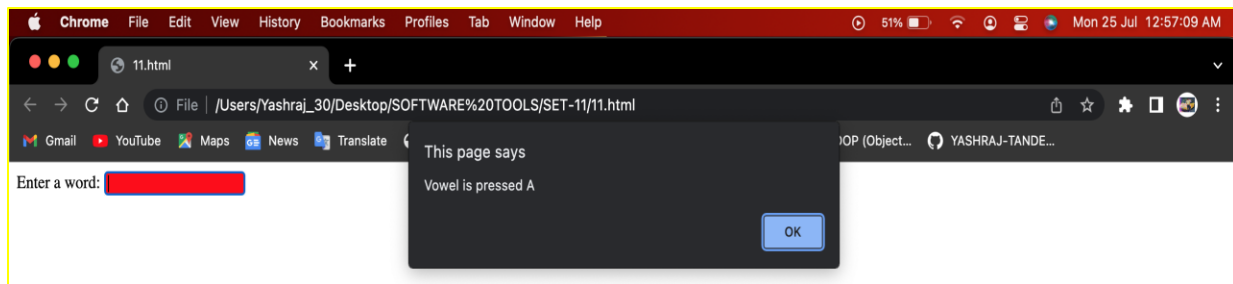 Chrome File Edit View History Bookmarks Profiles Tab Window Help 51% Mon 25 Jul 12:57:09 AM
11.html
File /Users/Yashraj_30/Desktop/SOFTWARE%20TOOLS/SET-11/11.html
Gmail YouTube Maps News Translate OOP (Object... YASHRAJ-TANDE...
This page says
Enter a word:
Vowel is pressed A
OK